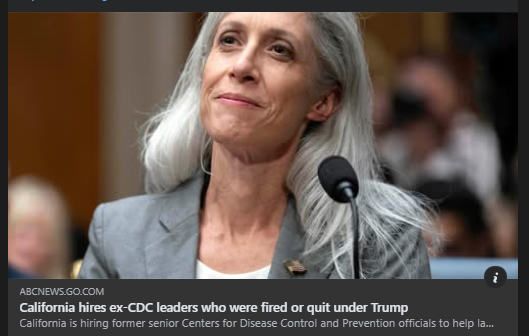 ABCNEWS.GO.COM
California hires ex-CDC leaders who were fired or quit under Trump
California is hiring former senior Centers for Disease Control and Prevention officials to help la...